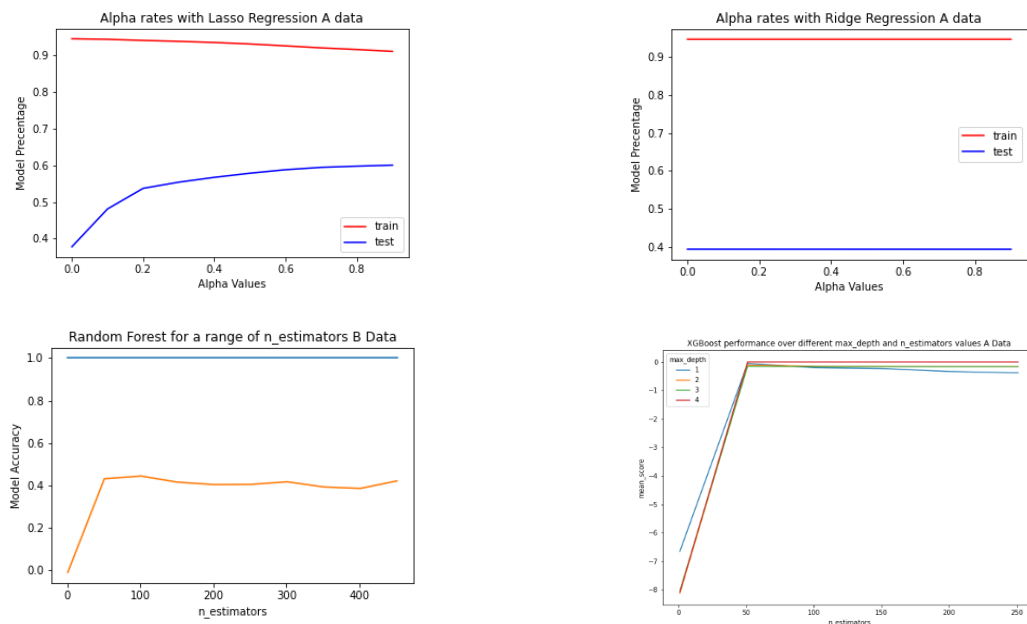 Alpha rates with Lasso Regression A data
0.9
0.8
0.7
0.6
0.5
0.4
Model Precentage
train
test
0.0 0.2 0.4 0.6 0.8
Alpha Values
Alpha rates with Ridge Regression A data
0.9
0.8
0.7
0.6
0.5
0.4
Model Precentage
train
test
0.0 0.2 0.4 0.6 0.8
Alpha Values
Random Forest for a range of n_estimators B Data
1.0
0.8
0.6
0.4
0.2
0.0
Model Accuracy
0 100 200 300 400
n_estimators
XGBoost performance over different max_depth and n_estimators values A Data
max_depth
1
2
3
4
0
−1
−2
−3
−4
−5
−6
−7
−8
mean_score
0 50 100 150 200 250
n_estimators